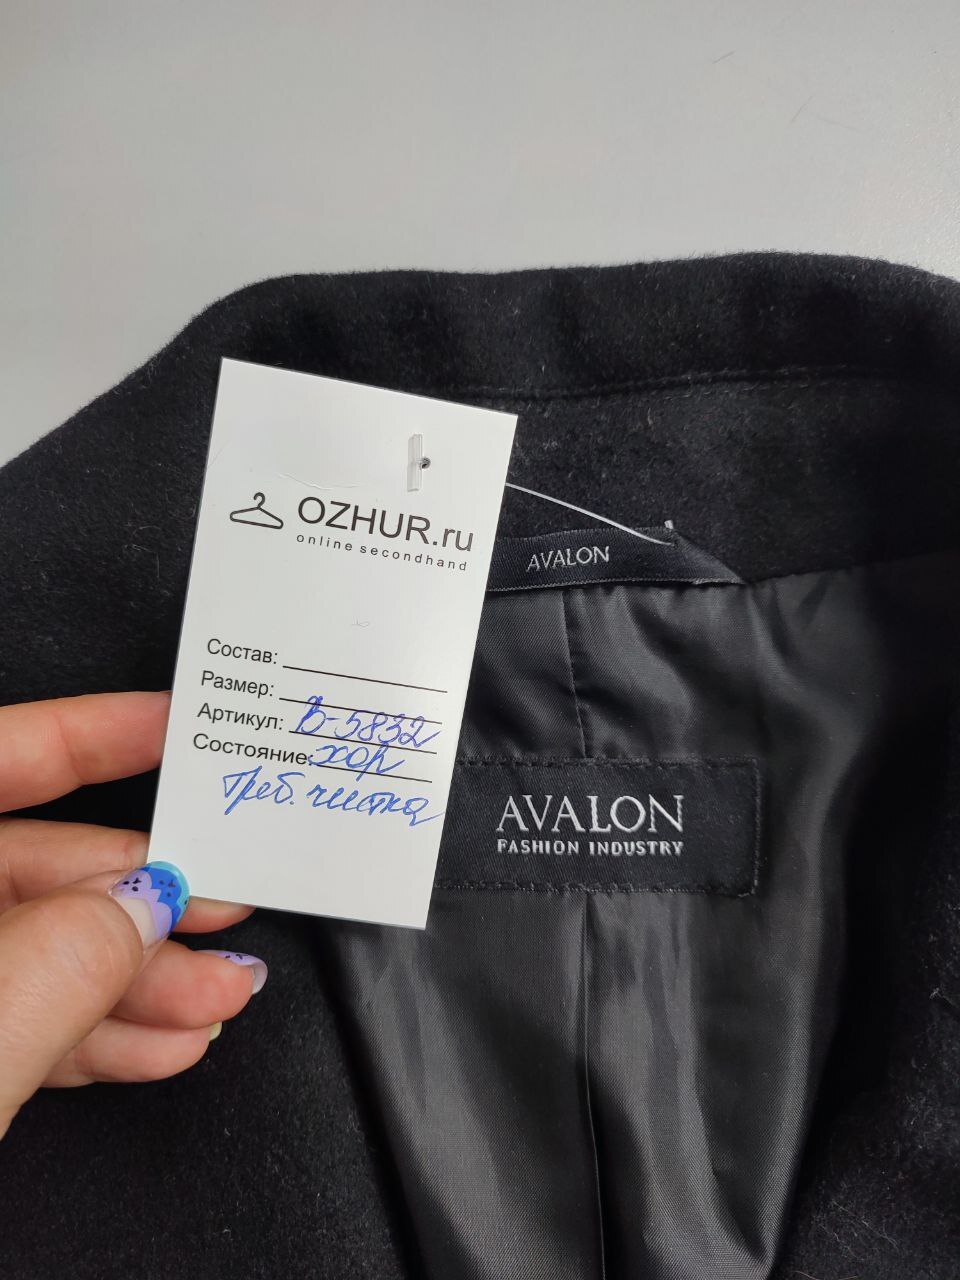 OZHUR.ru
online secondhand
Состав:
Размер:
Артикул: В-5832
Состояние: хор
Треб. чистка
AVALON
AVALON
FASHION INDUSTRY